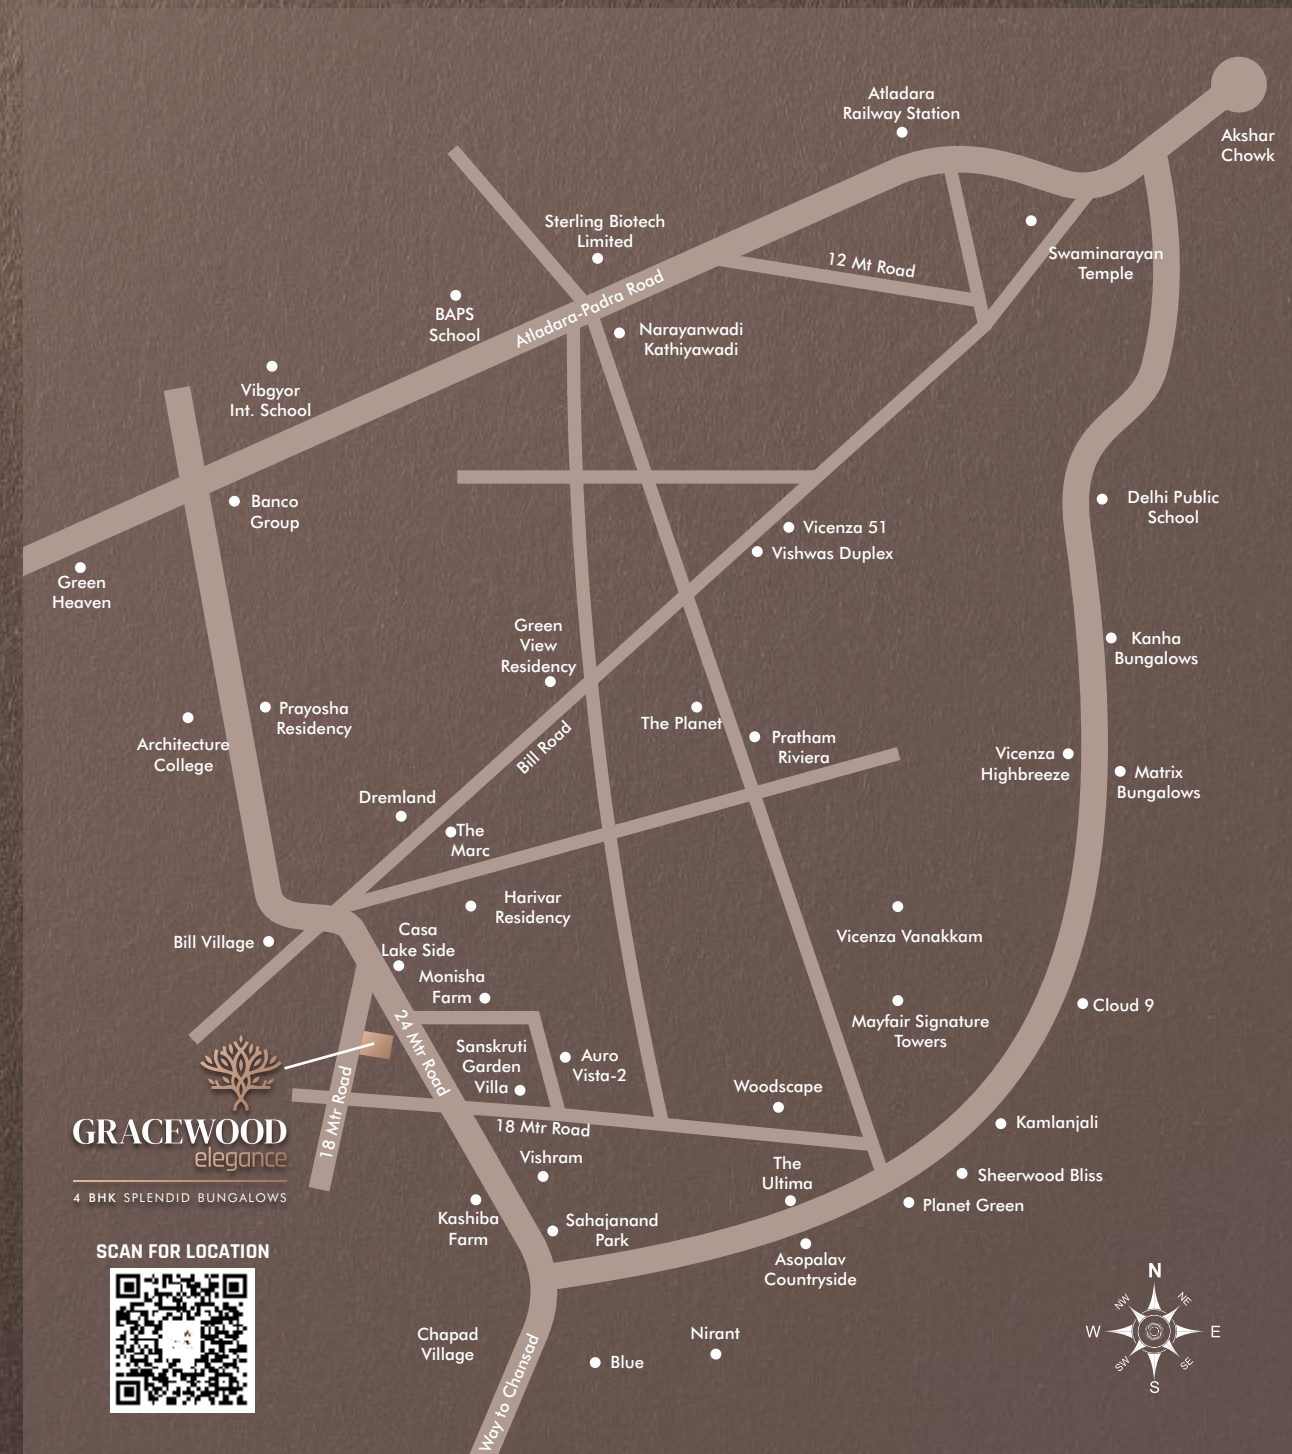 Atladara
Railway Station
Akshar
Chowk
Sterling Biotech
Limited
Swaminarayan
Temple
12 Mt Road
BAPS
School
Atladara-Padra Road
Narayanwadi
Kathiyawadi
Vibgyor
Int. School
Banco
Group
Delhi Public
School
Vicenza 51
Vishwas Duplex
Green
Heaven
Green
View
Residency
Kanha
Bungalows
Prayosha
Residency
The Planet
Architecture
College
Bill Road
Pratham
Riviera
Vicenza
Highbreeze
Matrix
Bungalows
Dremland
The
Marc
Harivar
Residency
Bill Village
Casa
Lake Side
Vicenza Vanakkam
Monisha
Farm
Cloud 9
Mayfair Signature
Towers
24 Mtr Road
Sanskruti
Garden
Villa
Auro
Vista-2
Woodscape
18 Mtr Road
18 Mtr Road
Kamlanjali
GRACEWOOD
elegance
4 BHK SPLENDID BUNGALOWS
Vishram
The
Ultima
Sheerwood Bliss
Planet Green
Kashiba
Farm
Sahajanand
Park
SCAN FOR LOCATION
Asopalav
Countryside
Chapad
Village
Way to Chansad
Blue
Nirant
N
NW
NE
W
E
SW
SE
S